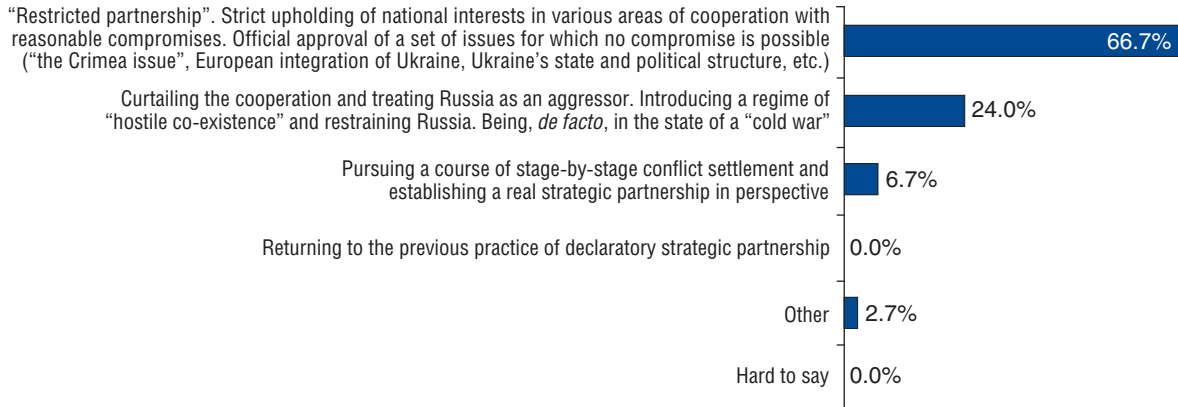 “Restricted partnership”. Strict upholding of national interests in various areas of cooperation with
reasonable compromises. Official approval of a set of issues for which no compromise is possible
(“the Crimea issue”, European integration of Ukraine, Ukraine’s state and political structure, etc.)
66.7%
Curtailing the cooperation and treating Russia as an aggressor. Introducing a regime of
“hostile co-existence” and restraining Russia. Being, de facto, in the state of a “cold war”
24.0%
Pursuing a course of stage-by-stage conflict settlement and
establishing a real strategic partnership in perspective
6.7%
Returning to the previous practice of declaratory strategic partnership
0.0%
Other
2.7%
Hard to say
0.0%